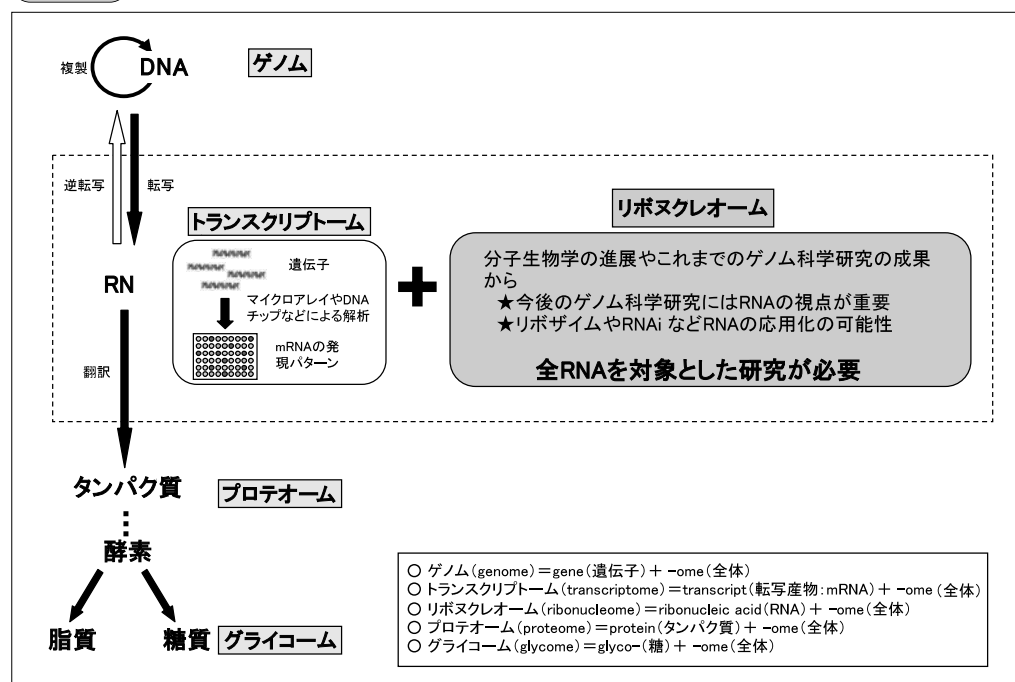 複製
DNA
ゲノム
逆転写
転写
トランスクリプトーム
リボヌクレオーム
遺伝子
マイクロアレイやDNA
チップなどによる解析
mRNAの発
現パターン
分子生物学の進展やこれまでのゲノム科学研究の成果
から
★今後のゲノム科学研究にはRNAの視点が重要
★リボザイムやRNAi などRNAの応用化の可能性
全RNAを対象とした研究が必要
RN
翻訳
タンパク質
プロテオーム
酵素
脂質
糖質
グライコーム
○ ゲノム(genome)=gene(遺伝子)+ -ome(全体)
○ トランスクリプトーム(transcriptome)=transcript(転写産物:mRNA)+ -ome(全体)
○ リボヌクレオーム(ribonucleome)=ribonucleic acid(RNA)+ -ome(全体)
○ プロテオーム(proteome)=protein(タンパク質)+ -ome(全体)
○ グライコーム(glycome)=glyco-(糖)+ -ome(全体)